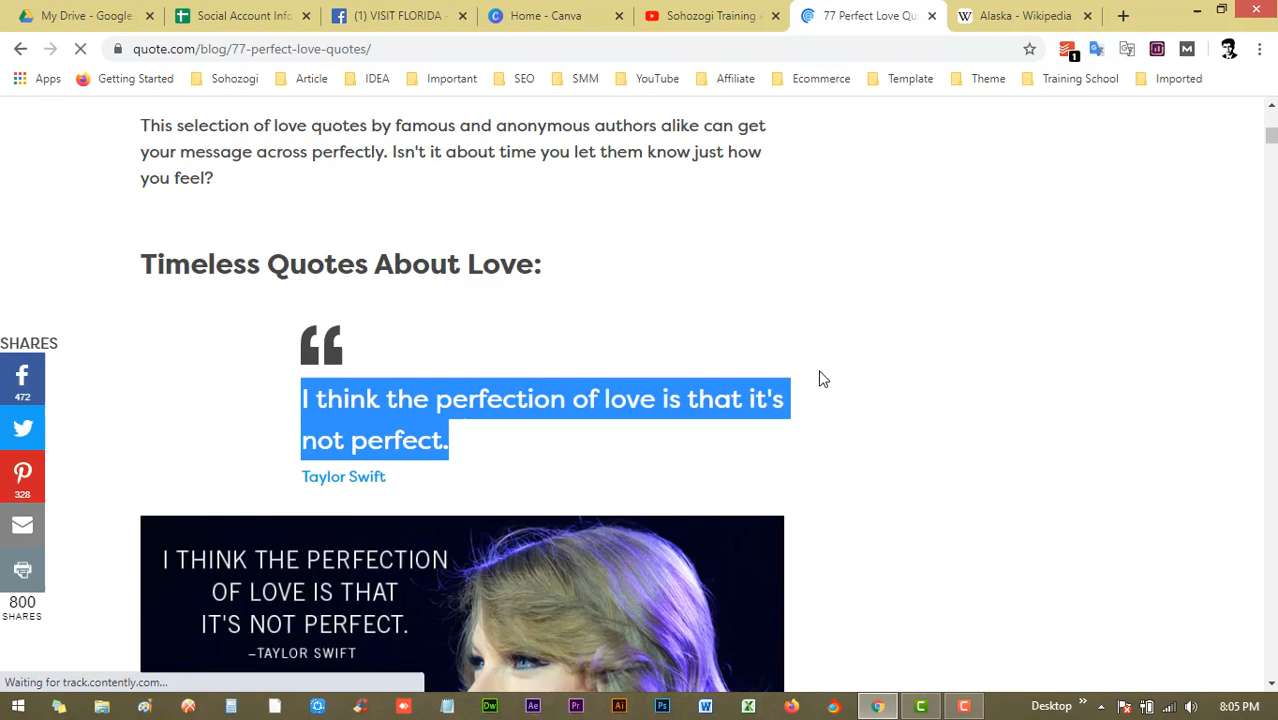 My Drive - Google
Social Account Info
(1) VISIT FLORIDA -
Home - Canva
Sohozogi Training
77 Perfect Love Qu
Alaska - Wikipedia
quote.com/blog/77-perfect-love-quotes/
1
Apps
Getting Started
Sohozogi
Article
IDEA
Important
SEO
SMM
YouTube
Affiliate
Ecommerce
Template
Theme
Training School
Imported
This selection of love quotes by famous and anonymous authors alike can get
your message across perfectly. Isn't it about time you let them know just how
you feel?
Timeless Quotes About Love:
SHARES
472
328
800
SHARES
I think the perfection of love is that it's
not perfect.
Taylor Swift
I THINK THE PERFECTION
OF LOVE IS THAT
IT'S NOT PERFECT.
–TAYLOR SWIFT
Waiting for track.contently.com...
Dw
Ae
Pr
Ai
Ps
Desktop
8:05 PM